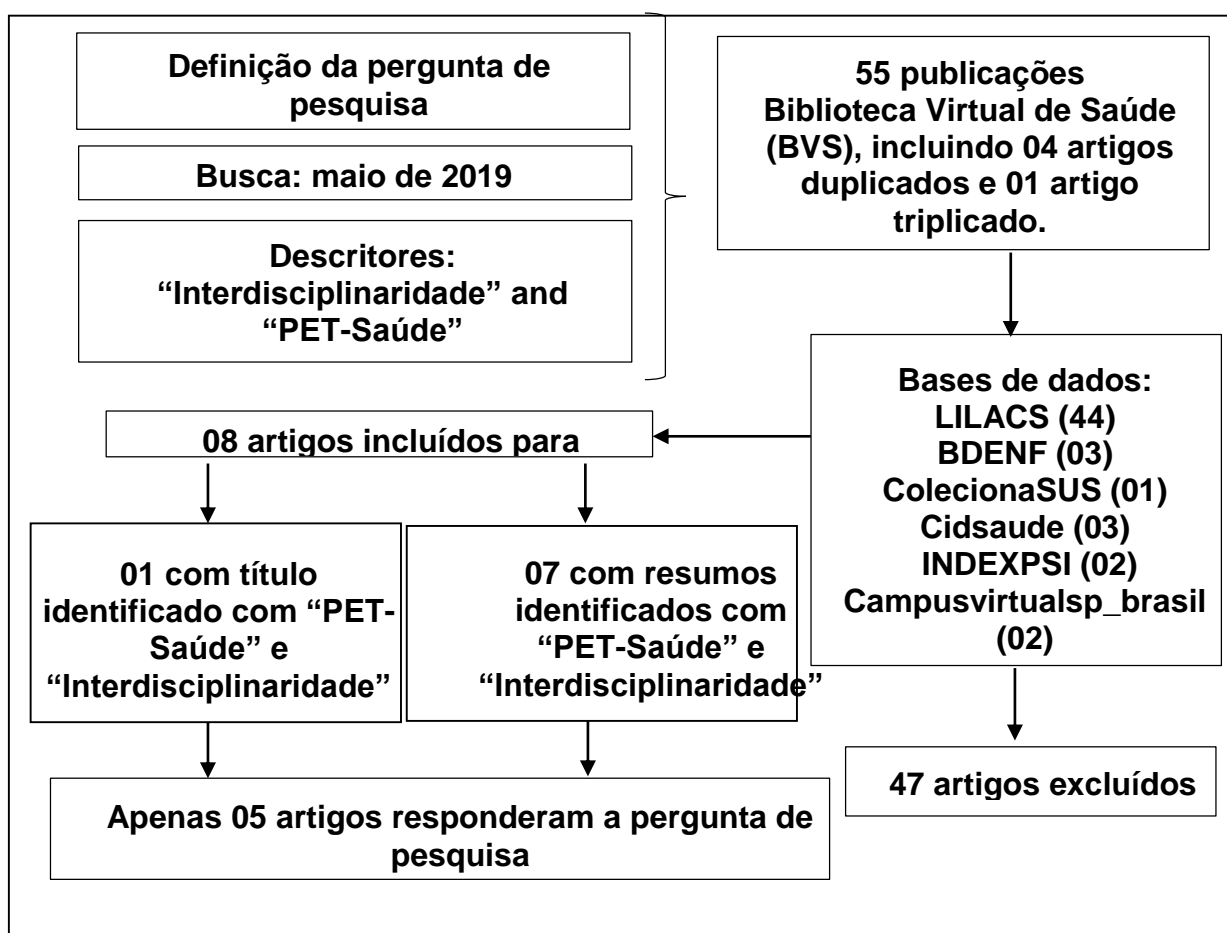 Definição da pergunta de
pesquisa
Busca: maio de 2019
Descritores:
“Interdisciplinaridade” and
“PET-Saúde”
55 publicações
Biblioteca Virtual de Saúde
(BVS), incluindo 04 artigos
duplicados e 01 artigo
triplicado.
Bases de dados:
LILACS (44)
BDENF (03)
ColecionaSUS (01)
Cidsaude (03)
INDEXPSI (02)
Campusvirtualsp_brasil
(02)
08 artigos incluídos para
01 com título
identificado com “PET-
Saúde” e
“Interdisciplinaridade”
07 com resumos
identificados com
“PET-Saúde” e
“Interdisciplinaridade”
47 artigos excluídos
Apenas 05 artigos responderam a pergunta de
pesquisa